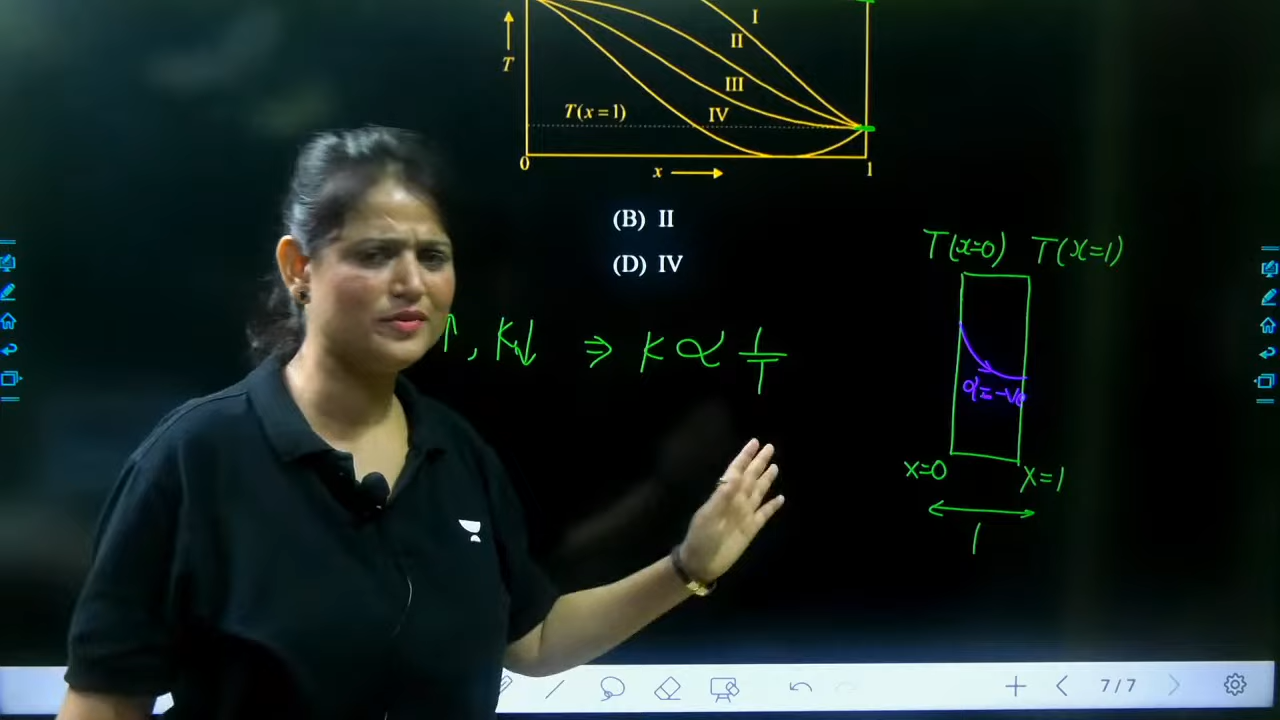 I
II
T
III
T(x = 1)
IV
0
x
1
(B) II
(D) IV
T(x=0) T(x=1)
↑, K↓ ⇒ K ∝ 1/T
α = -ve
x=0
x=1
1
7/7